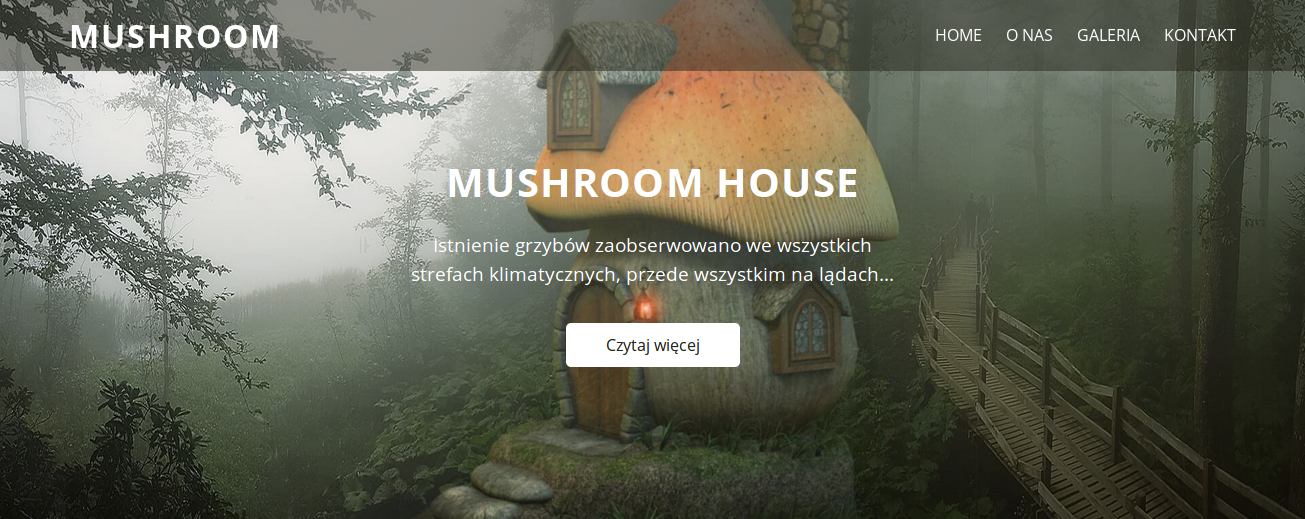 MUSHROOM
HOME O NAS GALERIA KONTAKT
MUSHROOM HOUSE
Istnienie grzybów zaobserwowano we wszystkich
strefach klimatycznych, przede wszystkim na lądach...
Czytaj więcej